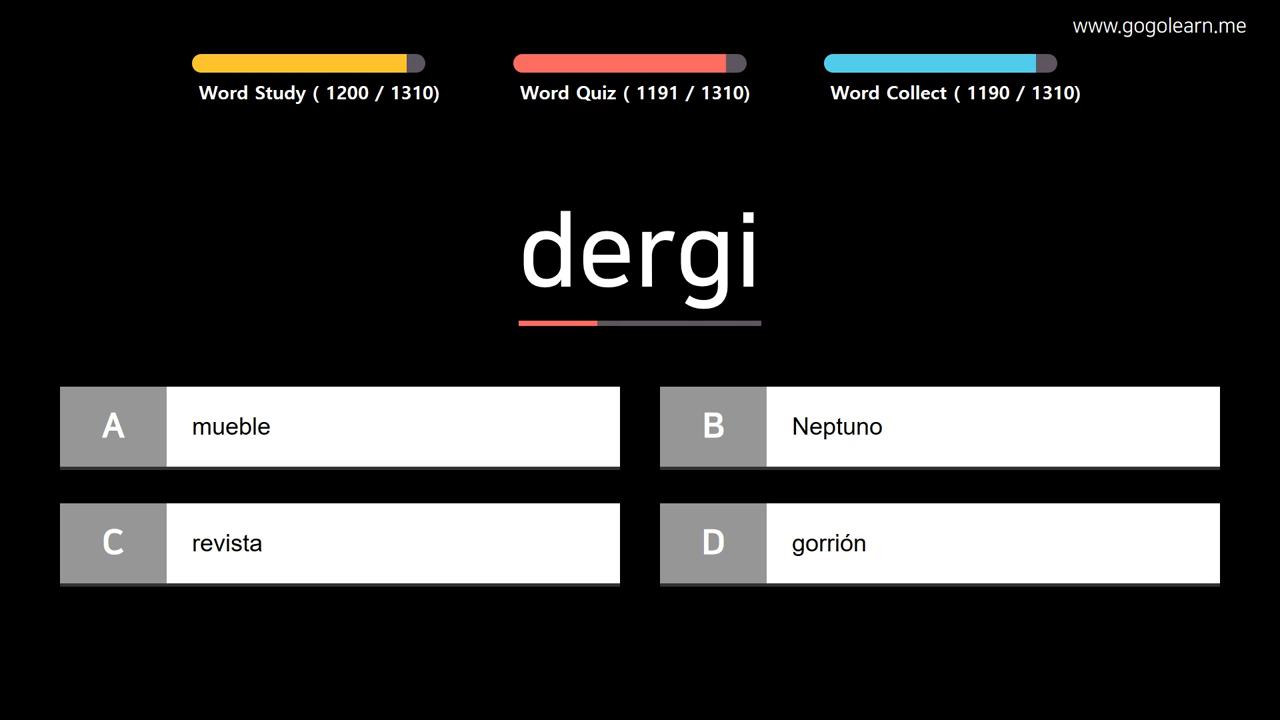 www.gogolearn.me
Word Study ( 1200 / 1310)
Word Quiz ( 1191 / 1310)
Word Collect ( 1190 / 1310)
dergi
A mueble
B Neptuno
C revista
D gorrión